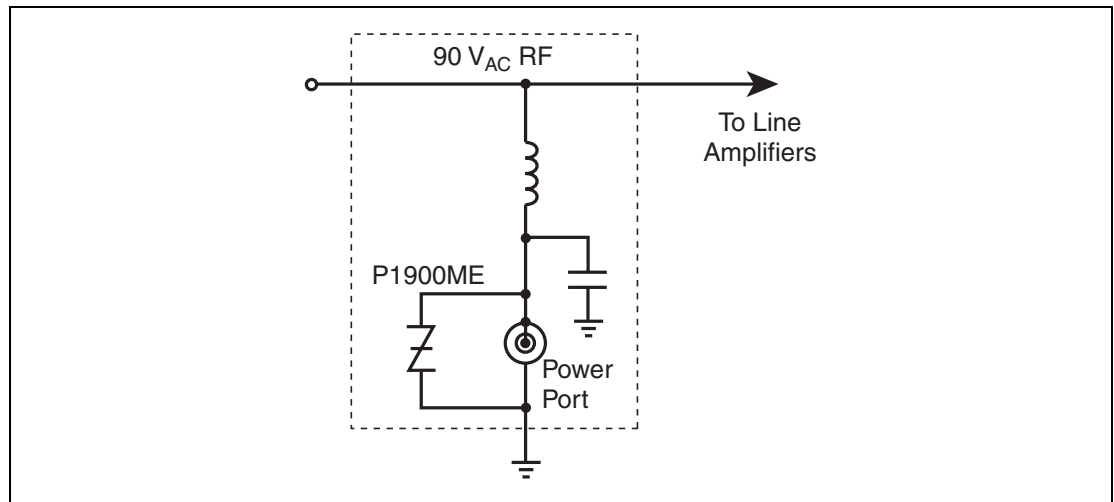 90 VAC RF
To Line
Amplifiers
P1900ME
Power
Port